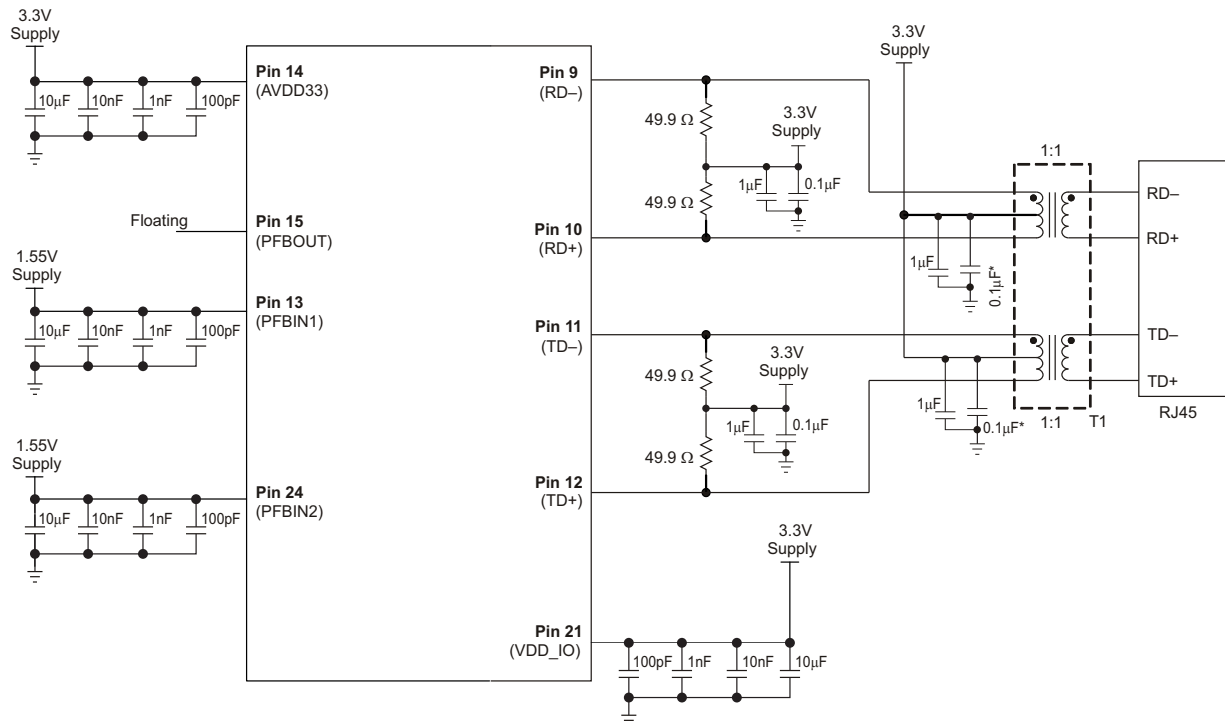 3.3V
Supply
10μF
10nF
1nF
100pF
Pin 14
(AVDD33)
Floating
Pin 15
(PFBOUT)
1.55V
Supply
10μF
10nF
1nF
100pF
Pin 13
(PFBIN1)
1.55V
Supply
10μF
10nF
1nF
100pF
Pin 24
(PFBIN2)
Pin 9
(RD–)
49.9 Ω
3.3V
Supply
1μF
0.1μF
49.9 Ω
Pin 10
(RD+)
Pin 11
(TD–)
49.9 Ω
3.3V
Supply
1μF
0.1μF
49.9 Ω
Pin 12
(TD+)
3.3V
Supply
Pin 21
(VDD_IO)
100pF
1nF
10nF
10μF
3.3V
Supply
1μF
0.1μF*
1μF
0.1μF*
1:1
1:1
T1
RD–
RD+
TD–
TD+
RJ45